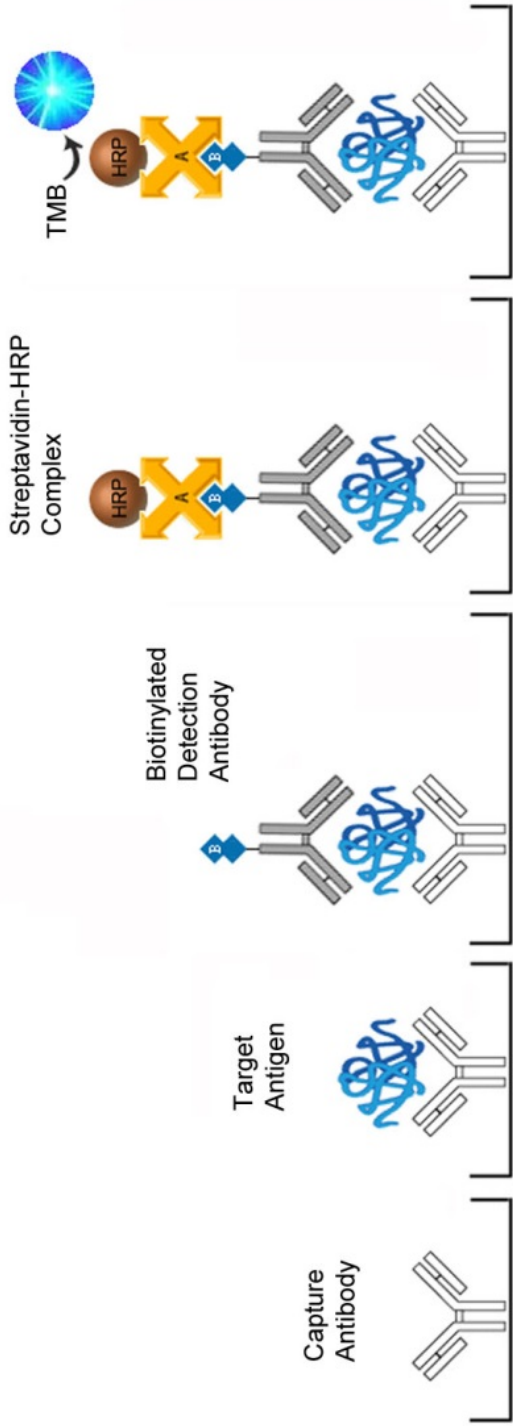 Capture
Antibody
Target
Antigen
B
Biotinylated
Detection
Antibody
Streptavidin-HRP
Complex
HRP
A
B
TMB
HRP
A
B